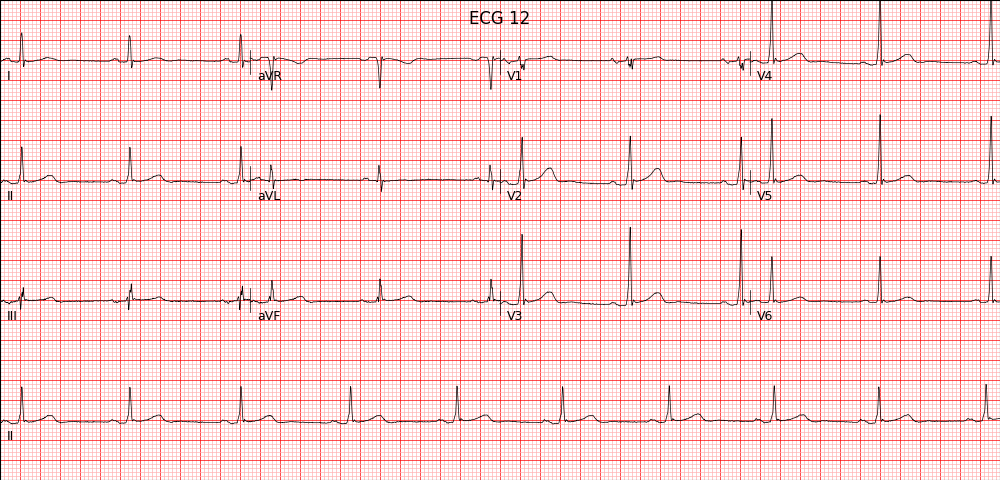 ECG 12
I aVR V1 V4
II aVL V2 V5
III aVF V3 V6
II